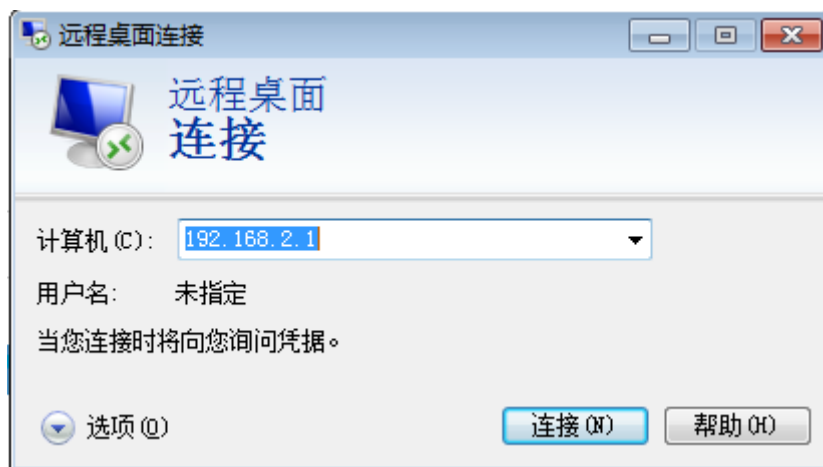 远程桌面连接
远程桌面
连接
计算机(C): 192.168.2.1
用户名: 未指定
当您连接时将向您询问凭据。
选项(O) 连接(N) 帮助(H)